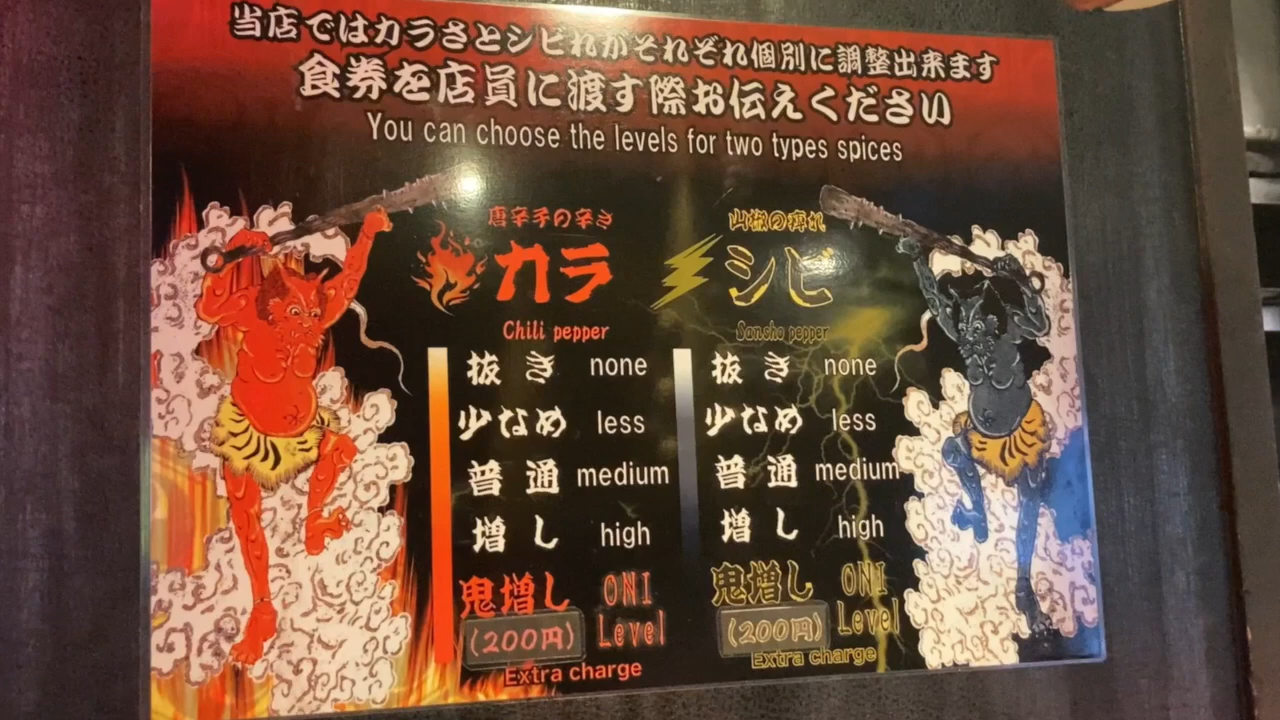 当店ではカラさとシビれがそれぞれ個別に調整出来ます
食券を店員に渡す際お伝えください
You can choose the levels for two types spices
唐辛子の辛さ
カラ
Chili pepper
抜き none
少なめ less
普通 medium
増し high
鬼増し ONI Level
(200円)
Extra charge
山椒の痺れ
シビ
Sansho pepper
抜き none
少なめ less
普通 medium
増し high
鬼増し ONI Level
(200円)
Extra charge